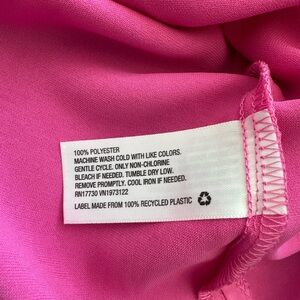 100% POLYESTER
MACHINE WASH COLD WITH LIKE COLORS.
GENTLE CYCLE. ONLY NON-CHLORINE
BLEACH IF NEEDED. TUMBLE DRY LOW.
REMOVE PROMPTLY. COOL IRON IF NEEDED.
RN17730 VN1973122
LABEL MADE FROM 100% RECYCLED PLASTIC